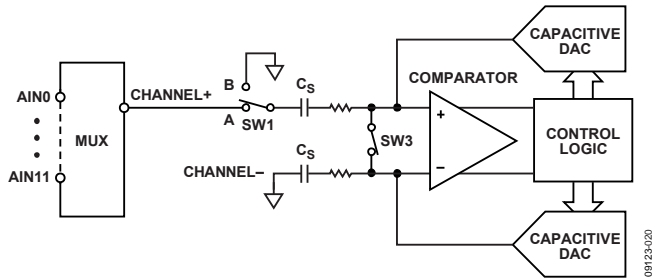 CAPACITIVE
DAC
COMPARATOR
B
A
SW1
CS
AIN0
CHANNEL+
MUX
AIN11
+
−
SW3
CONTROL
LOGIC
CS
CHANNEL−
CAPACITIVE
DAC
09123-020